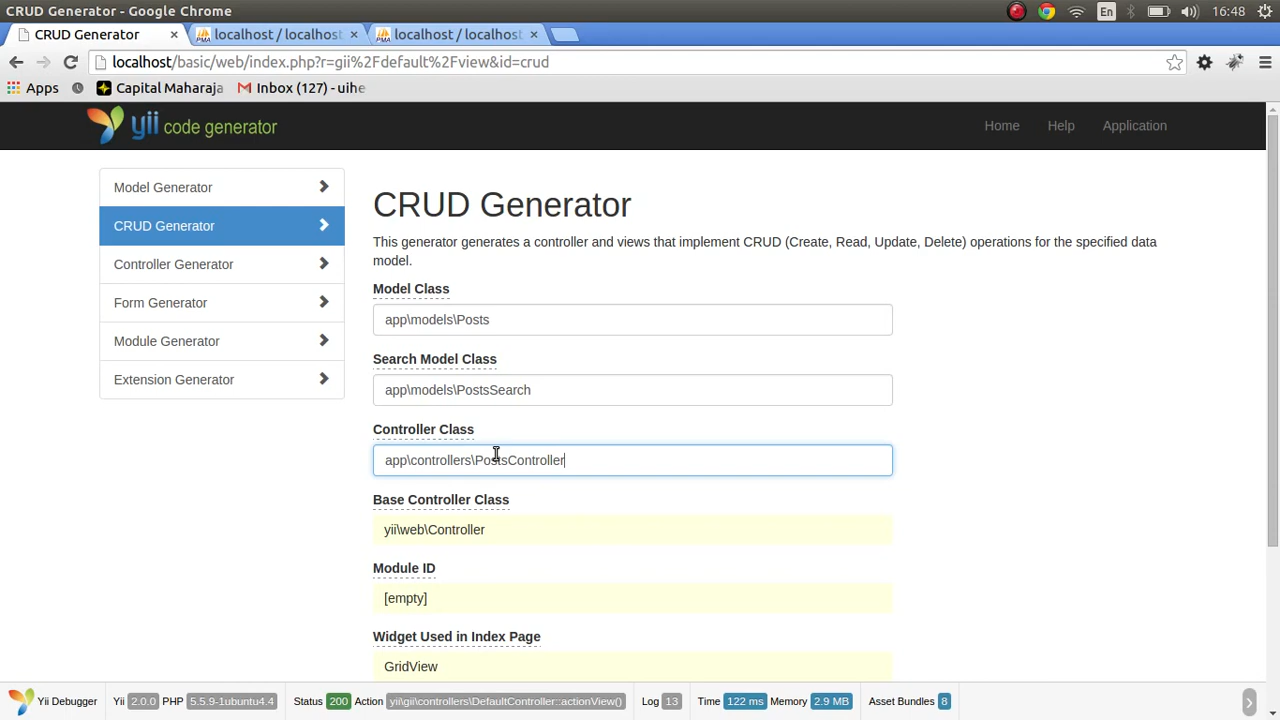 CRUD Generator - Google Chrome
En
16:48
CRUD Generator
localhost / localhost
localhost / localhost
localhost/basic/web/index.php?r=gii%2Fdefault%2Fview&id=crud
Apps
Capital Maharaja
Inbox (127) - uihe
yii code generator
Home
Help
Application
Model Generator
CRUD Generator
Controller Generator
Form Generator
Module Generator
Extension Generator
CRUD Generator
This generator generates a controller and views that implement CRUD (Create, Read, Update, Delete) operations for the specified data
model.
Model Class
app\models\Posts
Search Model Class
app\models\PostsSearch
Controller Class
app\controllers\PostsController
Base Controller Class
yii\web\Controller
Module ID
[empty]
Widget Used in Index Page
GridView
Yii Debugger Yii 2.0.0 PHP 5.5.9-1ubuntu4.4 Status 200 Action yii\gii\controllers\DefaultController::actionView() Log 13 Time 122 ms Memory 2.9 MB Asset Bundles 8